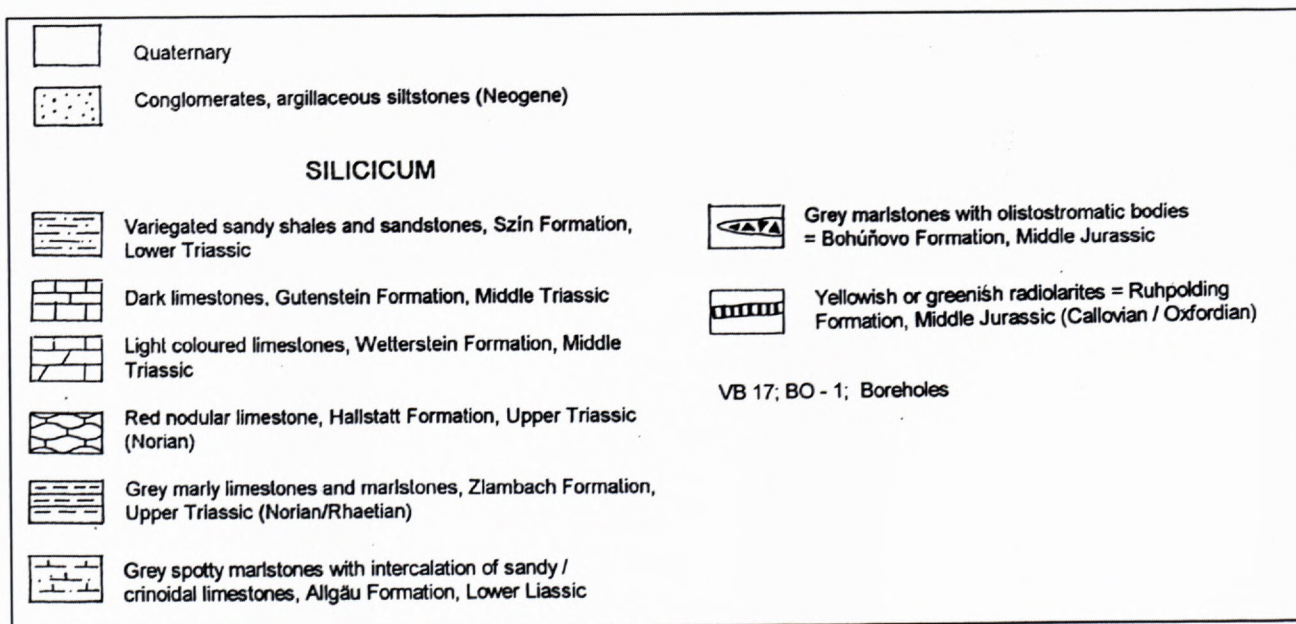 Quaternary
Conglomerates, argillaceous siltstones (Neogene)
SILICICUM
Variegated sandy shales and sandstones, Szín Formation,
Lower Triassic
Dark limestones, Gutenstein Formation, Middle Triassic
Light coloured limestones, Wetterstein Formation, Middle
Triassic
Red nodular limestone, Hallstatt Formation, Upper Triassic
(Norian)
Grey marly limestones and marlstones, Zlambach Formation,
Upper Triassic (Norian/Rhaetian)
Grey spotty marlstones with intercalation of sandy /
crinoidal limestones, Allgäu Formation, Lower Liassic
Grey marlstones with olistostromatic bodies
= Bohúňovo Formation, Middle Jurassic
Yellowish or greenish radiolarites = Ruhpolding
Formation, Middle Jurassic (Callovian / Oxfordian)
VB 17; BO - 1; Boreholes